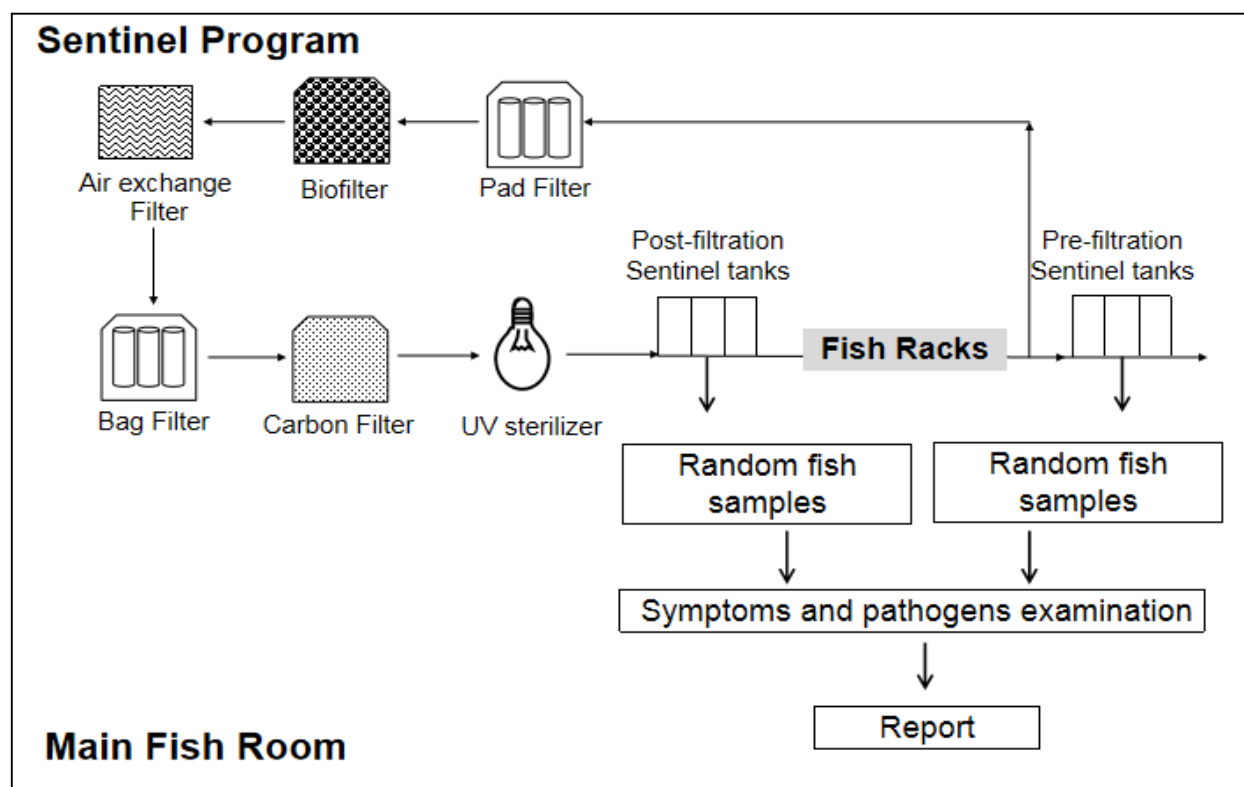 Sentinel Program
Air exchange
Filter
Biofilter
Pad Filter
Post-filtration
Sentinel tanks
Pre-filtration
Sentinel tanks
Bag Filter
Carbon Filter
UV sterilizer
Fish Racks
Random fish
samples
Random fish
samples
Symptoms and pathogens examination
Report
Main Fish Room